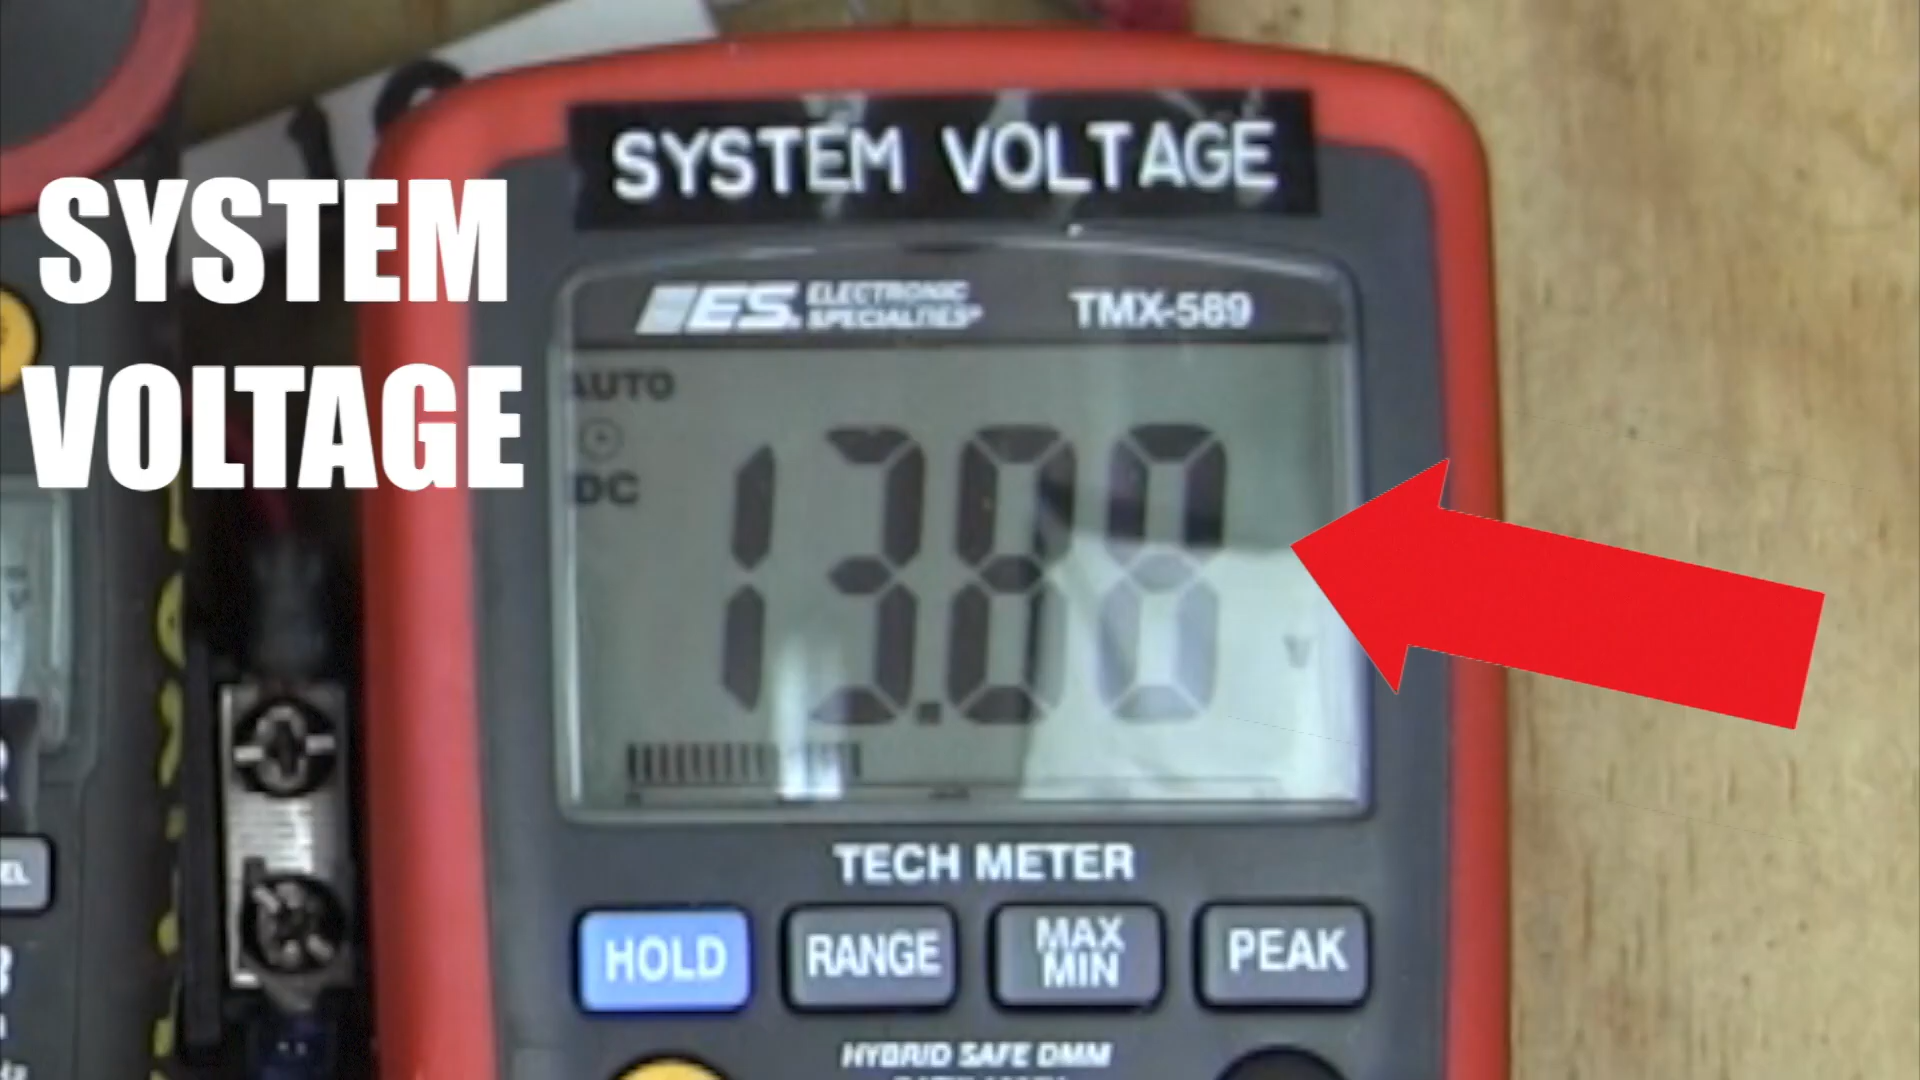 SYSTEM VOLTAGE
SYSTEM
VOLTAGE
ES. ELECTRONIC
SPECIALTIES®
TMX-589
AUTO
DC
13.88
V
TECH METER
HOLD
RANGE
MAX
MIN
PEAK
HYBRID SAFE DMM
EL